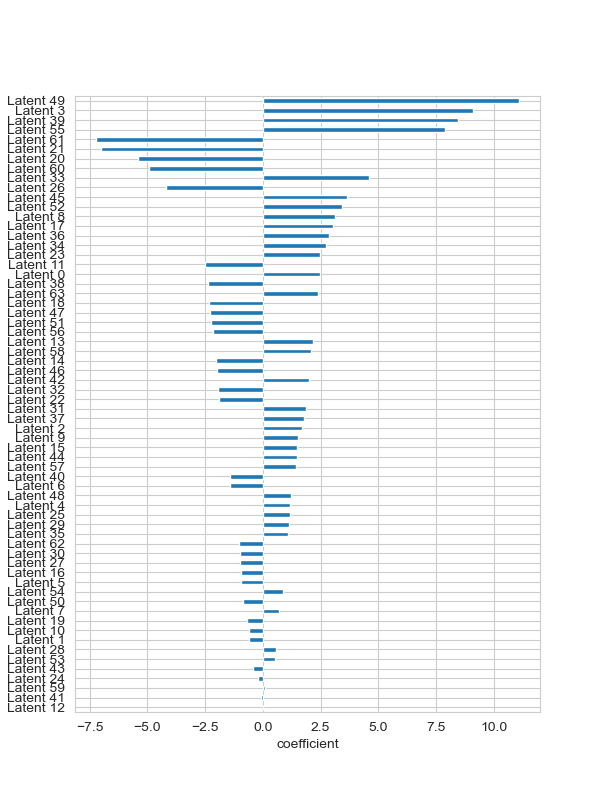 Latent 49
Latent 3
Latent 39
Latent 55
Latent 61
Latent 21
Latent 20
Latent 60
Latent 33
Latent 26
Latent 45
Latent 52
Latent 8
Latent 17
Latent 36
Latent 34
Latent 23
Latent 11
Latent 0
Latent 38
Latent 63
Latent 18
Latent 47
Latent 51
Latent 56
Latent 13
Latent 58
Latent 14
Latent 46
Latent 42
Latent 32
Latent 22
Latent 31
Latent 37
Latent 2
Latent 9
Latent 15
Latent 44
Latent 57
Latent 40
Latent 6
Latent 48
Latent 4
Latent 25
Latent 29
Latent 35
Latent 62
Latent 30
Latent 27
Latent 16
Latent 5
Latent 54
Latent 50
Latent 7
Latent 19
Latent 10
Latent 1
Latent 28
Latent 53
Latent 43
Latent 24
Latent 59
Latent 41
Latent 12
−7.5 −5.0 −2.5 0.0 2.5 5.0 7.5 10.0
coefficient